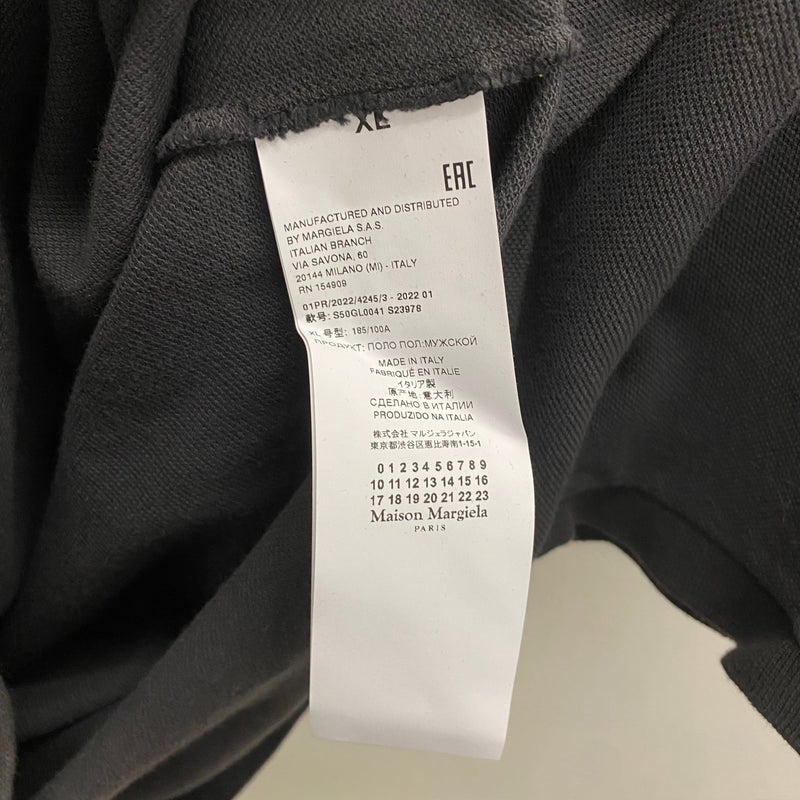 XL
EAC
MANUFACTURED AND DISTRIBUTED
BY MARGIELA S.A.S.
ITALIAN BRANCH
VIA SAVONA, 60
20144 MILANO (MI) - ITALY
RN 154909
01PR/2022/4245/3 - 2022 01
款号: S50GL0041 S23978
XL 号型: 185/100A
ПРОДУКТ: ПОЛО ПОЛ:МУЖСКОЙ
MADE IN ITALY
FABRIQUÉ EN ITALIE
イタリア製
原产地:意大利
СДЕЛАНО В ИТАЛИИ
PRODUZIDO NA ITALIA
株式会社 マルジェラジャパン
東京都渋谷区恵比寿南1-15-1
0 1 2 3 4 5 6 7 8 9
10 11 12 13 14 15 16
17 18 19 20 21 22 23
Maison Margiela
PARIS